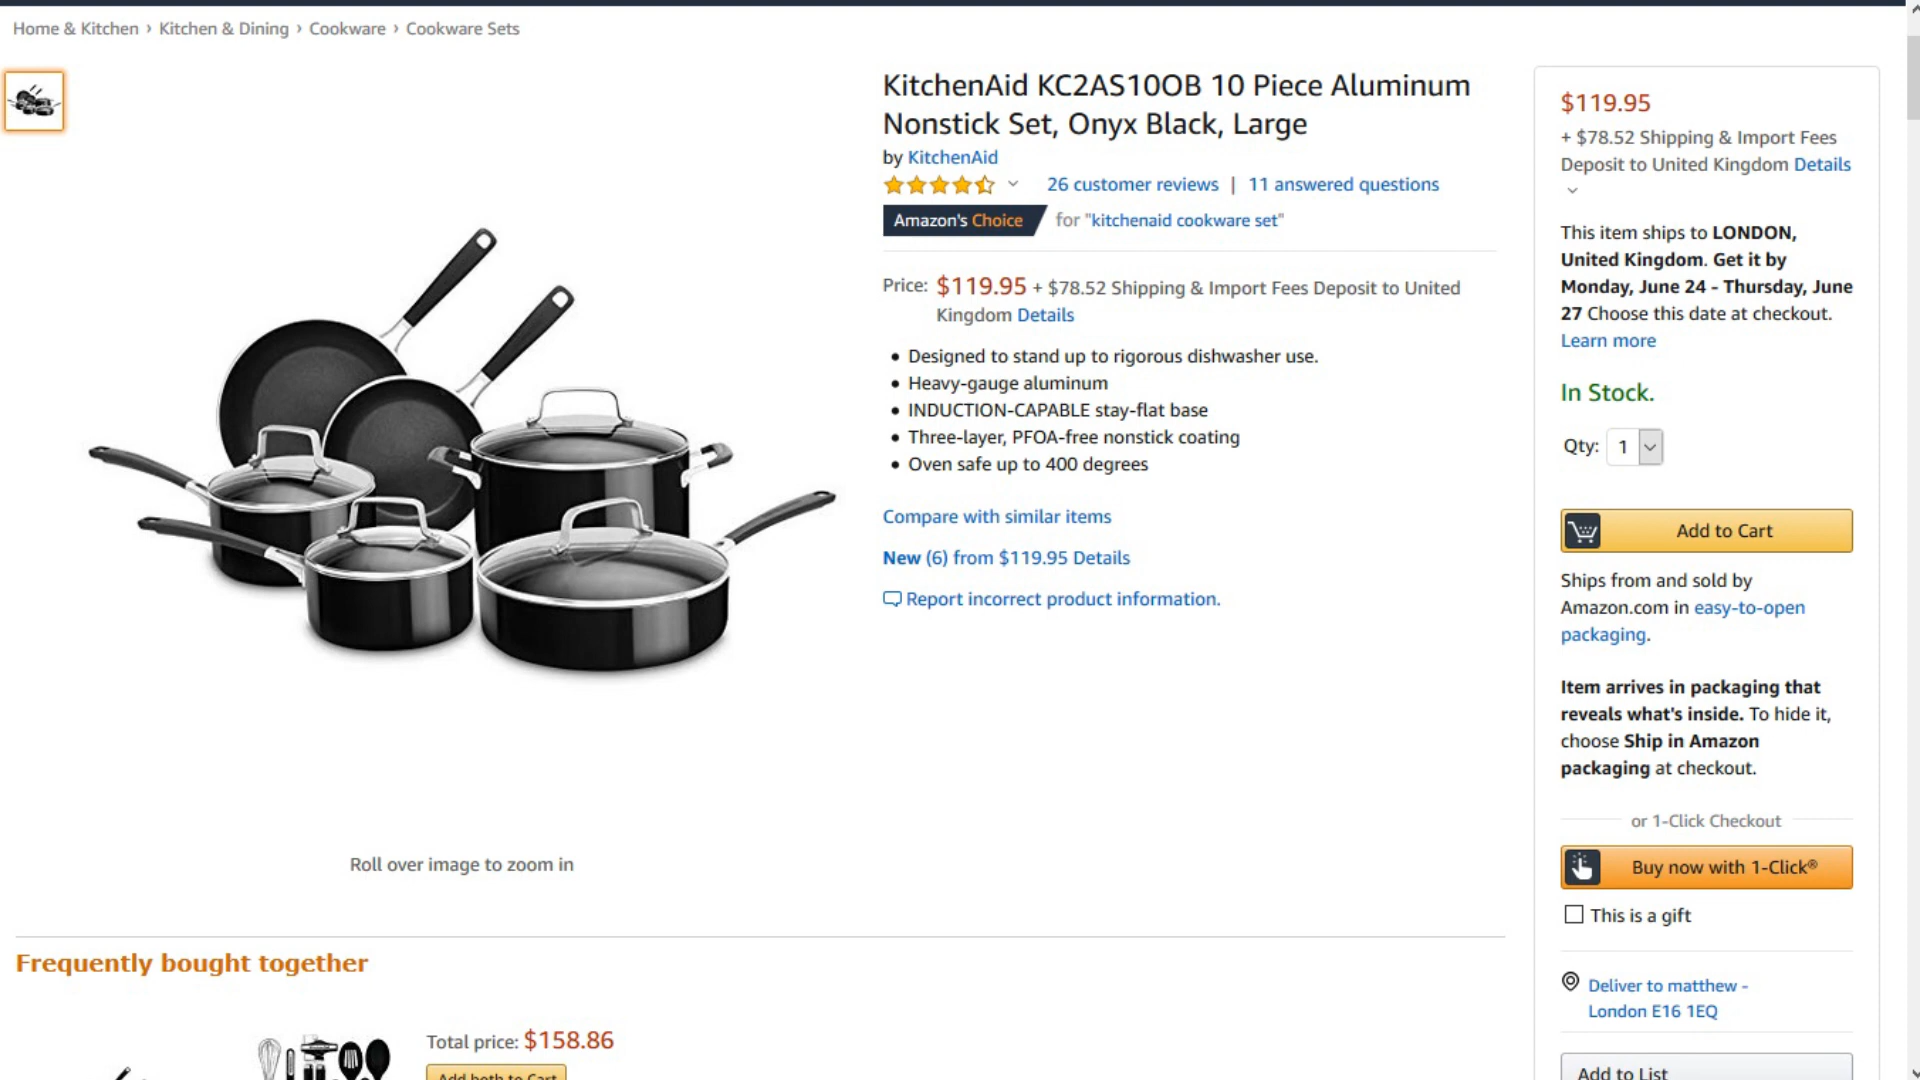 Home & Kitchen › Kitchen & Dining › Cookware › Cookware Sets
KitchenAid KC2AS10OB 10 Piece Aluminum
Nonstick Set, Onyx Black, Large
by KitchenAid
26 customer reviews | 11 answered questions
Amazon's Choice for "kitchenaid cookware set"
Price: $119.95 + $78.52 Shipping & Import Fees Deposit to United
Kingdom Details
• Designed to stand up to rigorous dishwasher use.
• Heavy-gauge aluminum
• INDUCTION-CAPABLE stay-flat base
• Three-layer, PFOA-free nonstick coating
• Oven safe up to 400 degrees
Compare with similar items
New (6) from $119.95 Details
Report incorrect product information.
Roll over image to zoom in
$119.95
+ $78.52 Shipping & Import Fees
Deposit to United Kingdom Details
This item ships to LONDON,
United Kingdom. Get it by
Monday, June 24 - Thursday, June
27 Choose this date at checkout.
Learn more
In Stock.
Qty: 1
Add to Cart
Ships from and sold by
Amazon.com in easy-to-open
packaging.
Item arrives in packaging that
reveals what's inside. To hide it,
choose Ship in Amazon
packaging at checkout.
or 1-Click Checkout
Buy now with 1-Click®
This is a gift
Deliver to matthew -
London E16 1EQ
Add to List
Frequently bought together
Total price: $158.86
Add both to Cart